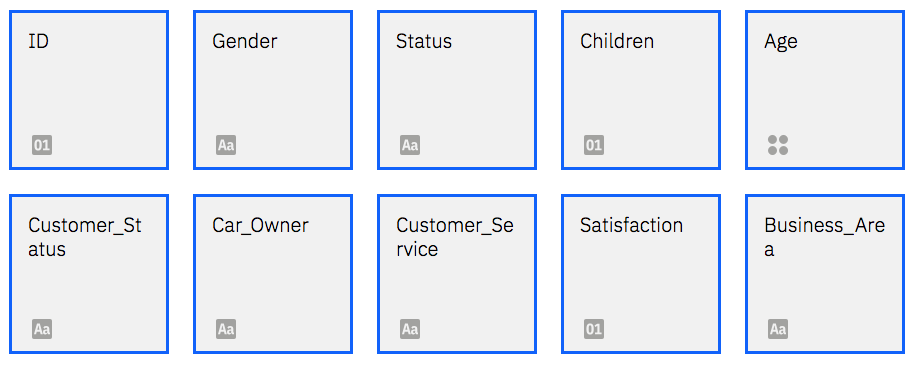 ID
Gender
Status
Children
Age
01
Aa
Aa
01
Customer_St
atus
Car_Owner
Customer_Se
rvice
Satisfaction
Business_Are
a
Aa
Aa
Aa
01
Aa